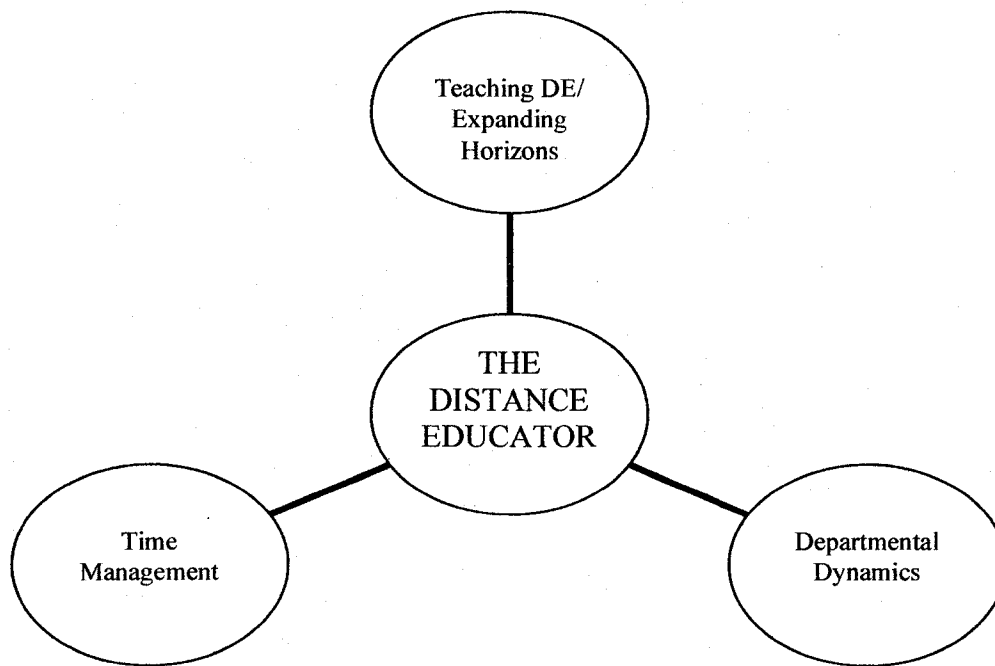 Teaching DE/
Expanding
Horizons
THE
DISTANCE
EDUCATOR
Time
Management
Departmental
Dynamics